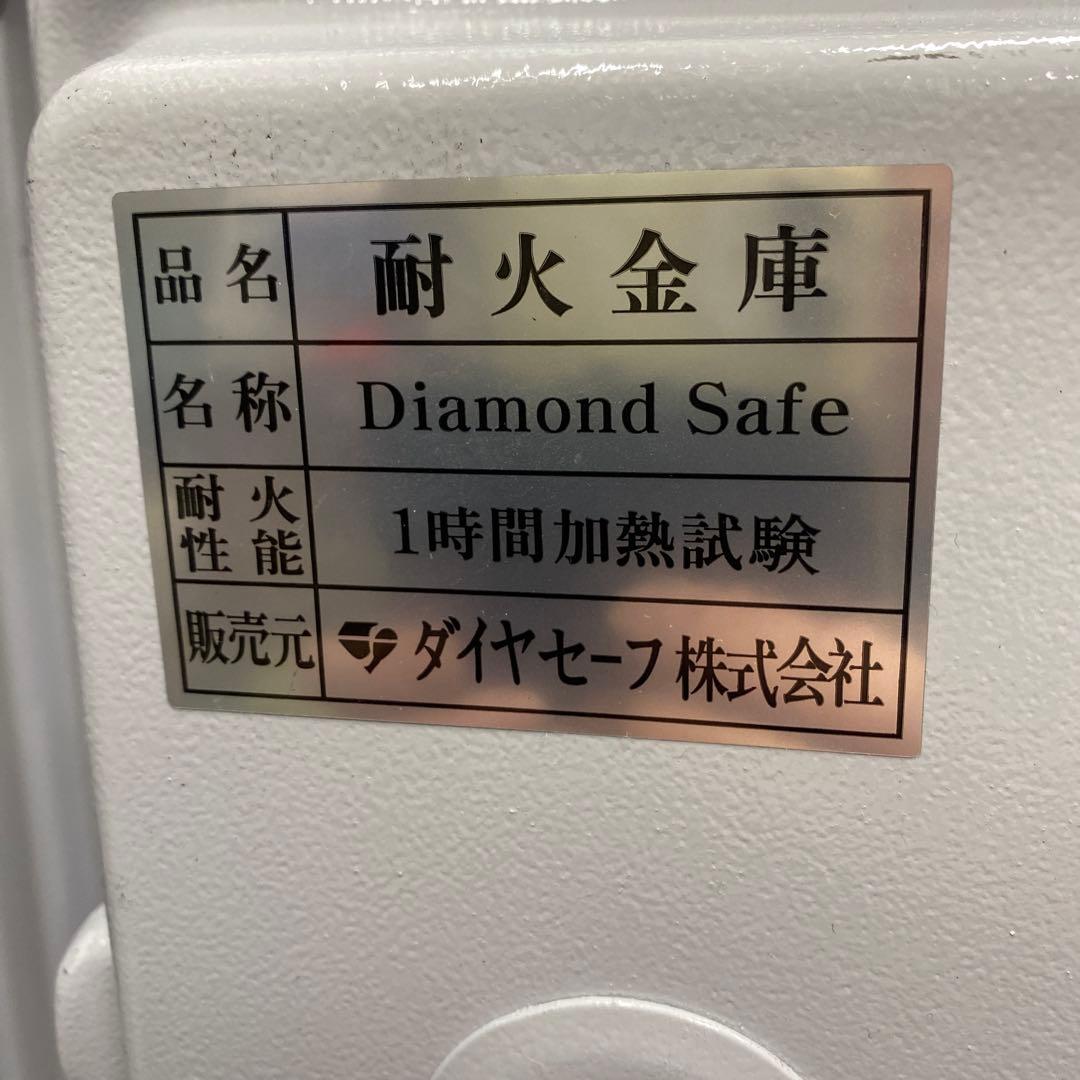 品名 耐火金庫
名称 Diamond Safe
耐火性能 1時間加熱試験
販売元 ダイヤセーフ株式会社